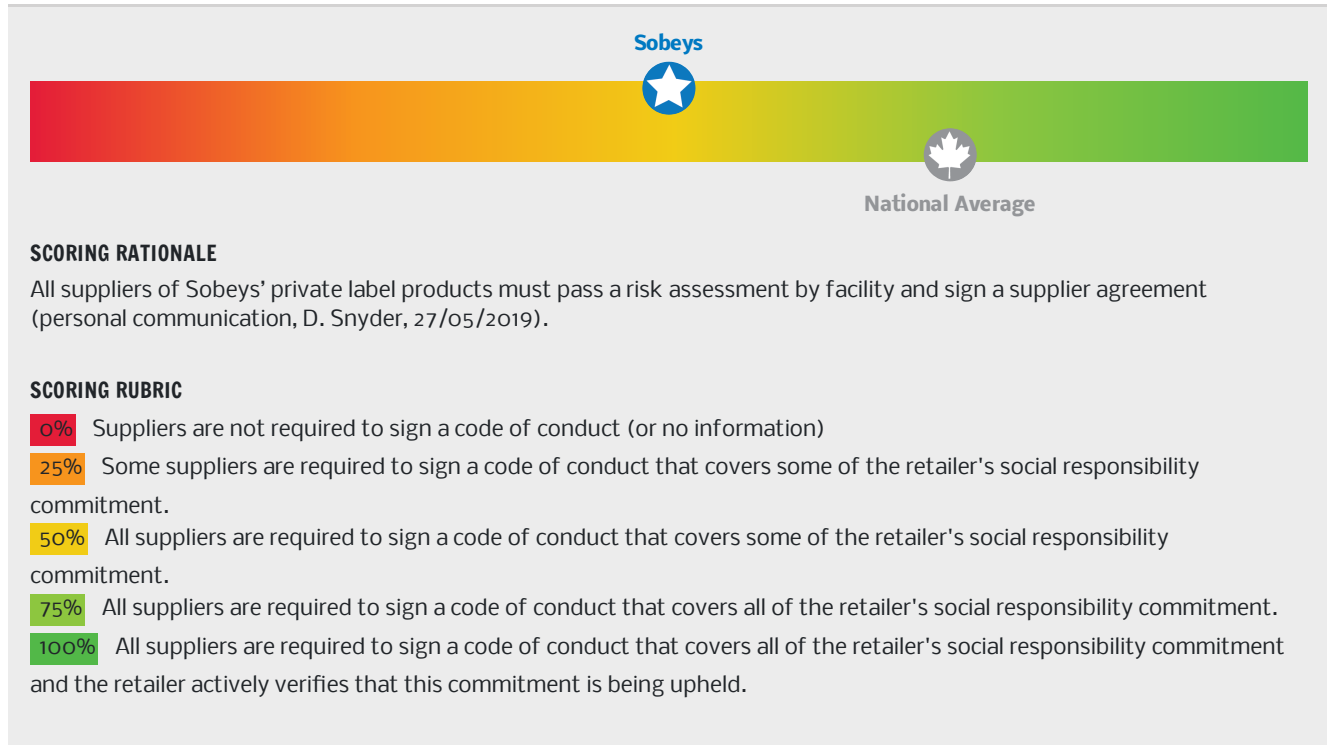 Sobeys
National Average
SCORING RATIONALE
All suppliers of Sobeys' private label products must pass a risk assessment by facility and sign a supplier agreement
(personal communication, D. Snyder, 27/05/2019).
SCORING RUBRIC
0% Suppliers are not required to sign a code of conduct (or no information)
25% Some suppliers are required to sign a code of conduct that covers some of the retailer's social responsibility
commitment.
50% All suppliers are required to sign a code of conduct that covers some of the retailer's social responsibility
commitment.
75% All suppliers are required to sign a code of conduct that covers all of the retailer's social responsibility commitment.
100% All suppliers are required to sign a code of conduct that covers all of the retailer's social responsibility commitment
and the retailer actively verifies that this commitment is being upheld.